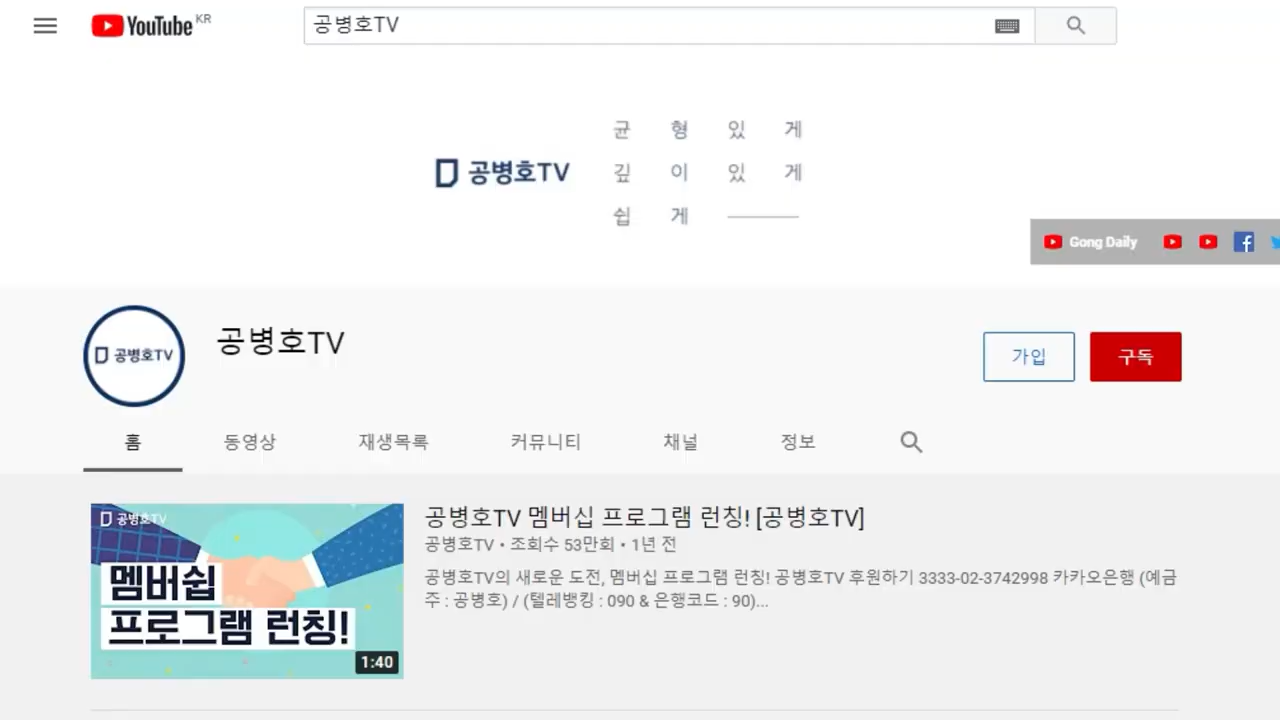 YouTube KR
공병호TV
균 형 있 게
공병호TV
깊 이 있 게
쉽 게
Gong Daily
공병호TV
공병호TV
가입
구독
홈 동영상 재생목록 커뮤니티 채널 정보
공병호TV
멤버쉽
프로그램 런칭!
1:40
공병호TV 멤버십 프로그램 런칭! [공병호TV]
공병호TV • 조회수 53만회 • 1년 전
공병호TV의 새로운 도전, 멤버십 프로그램 런칭! 공병호TV 후원하기 3333-02-3742998 카카오은행 (예금
주 : 공병호) / (텔레뱅킹 : 090 & 은행코드 : 90)...